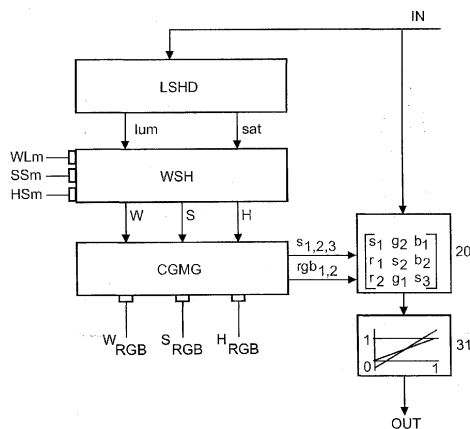 IN
LSHD
lum sat
WLm
SSm
HSm
WSH
W S H
CGMG
s1,2,3
rgb1,2
s1 g2 b1
r1 s2 b2
r2 g1 s3
20
WRGB SRGB HRGB
1
0 1
31
OUT